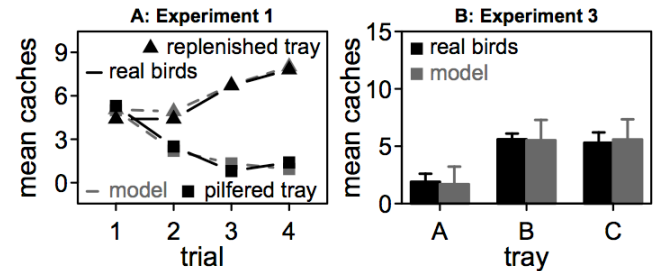 A: Experiment 1
mean caches
9
6
3
0
replenished tray
real birds
model
pilfered tray
1 2 3 4
trial
B: Experiment 3
mean caches
15
10
5
0
real birds
model
A B C
tray